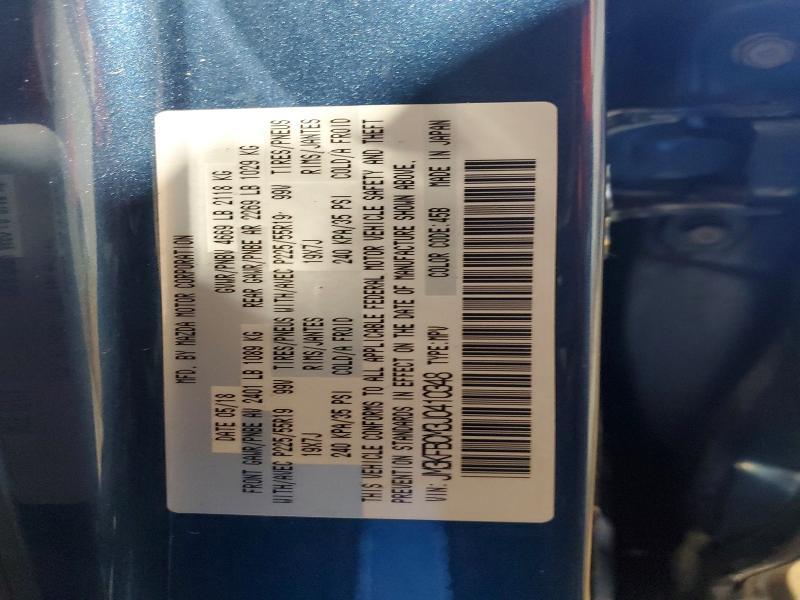 MFD. BY MAZDA MOTOR CORPORATION
DATE 05/18 GVWR/PNBV 4669 LB 2118 KG
FRONT GAWR/PNBE AV 2401 LB 1089 KG REAR GAWR/PNBE AR 2269 LB 1029 KG
WITH/AVEC P225/55R19 99V TIRES/PNEUS WITH/AVEC P225/55R19 99V TIRES/PNEUS
19X7J RIMS/JANTES 19X7J RIMS/JANTES
240 KPA/35 PSI COLD/A FROID 240 KPA/35 PSI COLD/A FROID
THIS VEHICLE CONFORMS TO ALL APPLICABLE FEDERAL MOTOR VEHICLE SAFETY AND THEFT
PREVENTION STANDARDS IN EFFECT ON THE DATE OF MANUFACTURE SHOWN ABOVE.
VIN: JM3KFBDM3J0410348 TYPE:MPV COLOR CODE:45B MADE IN JAPAN